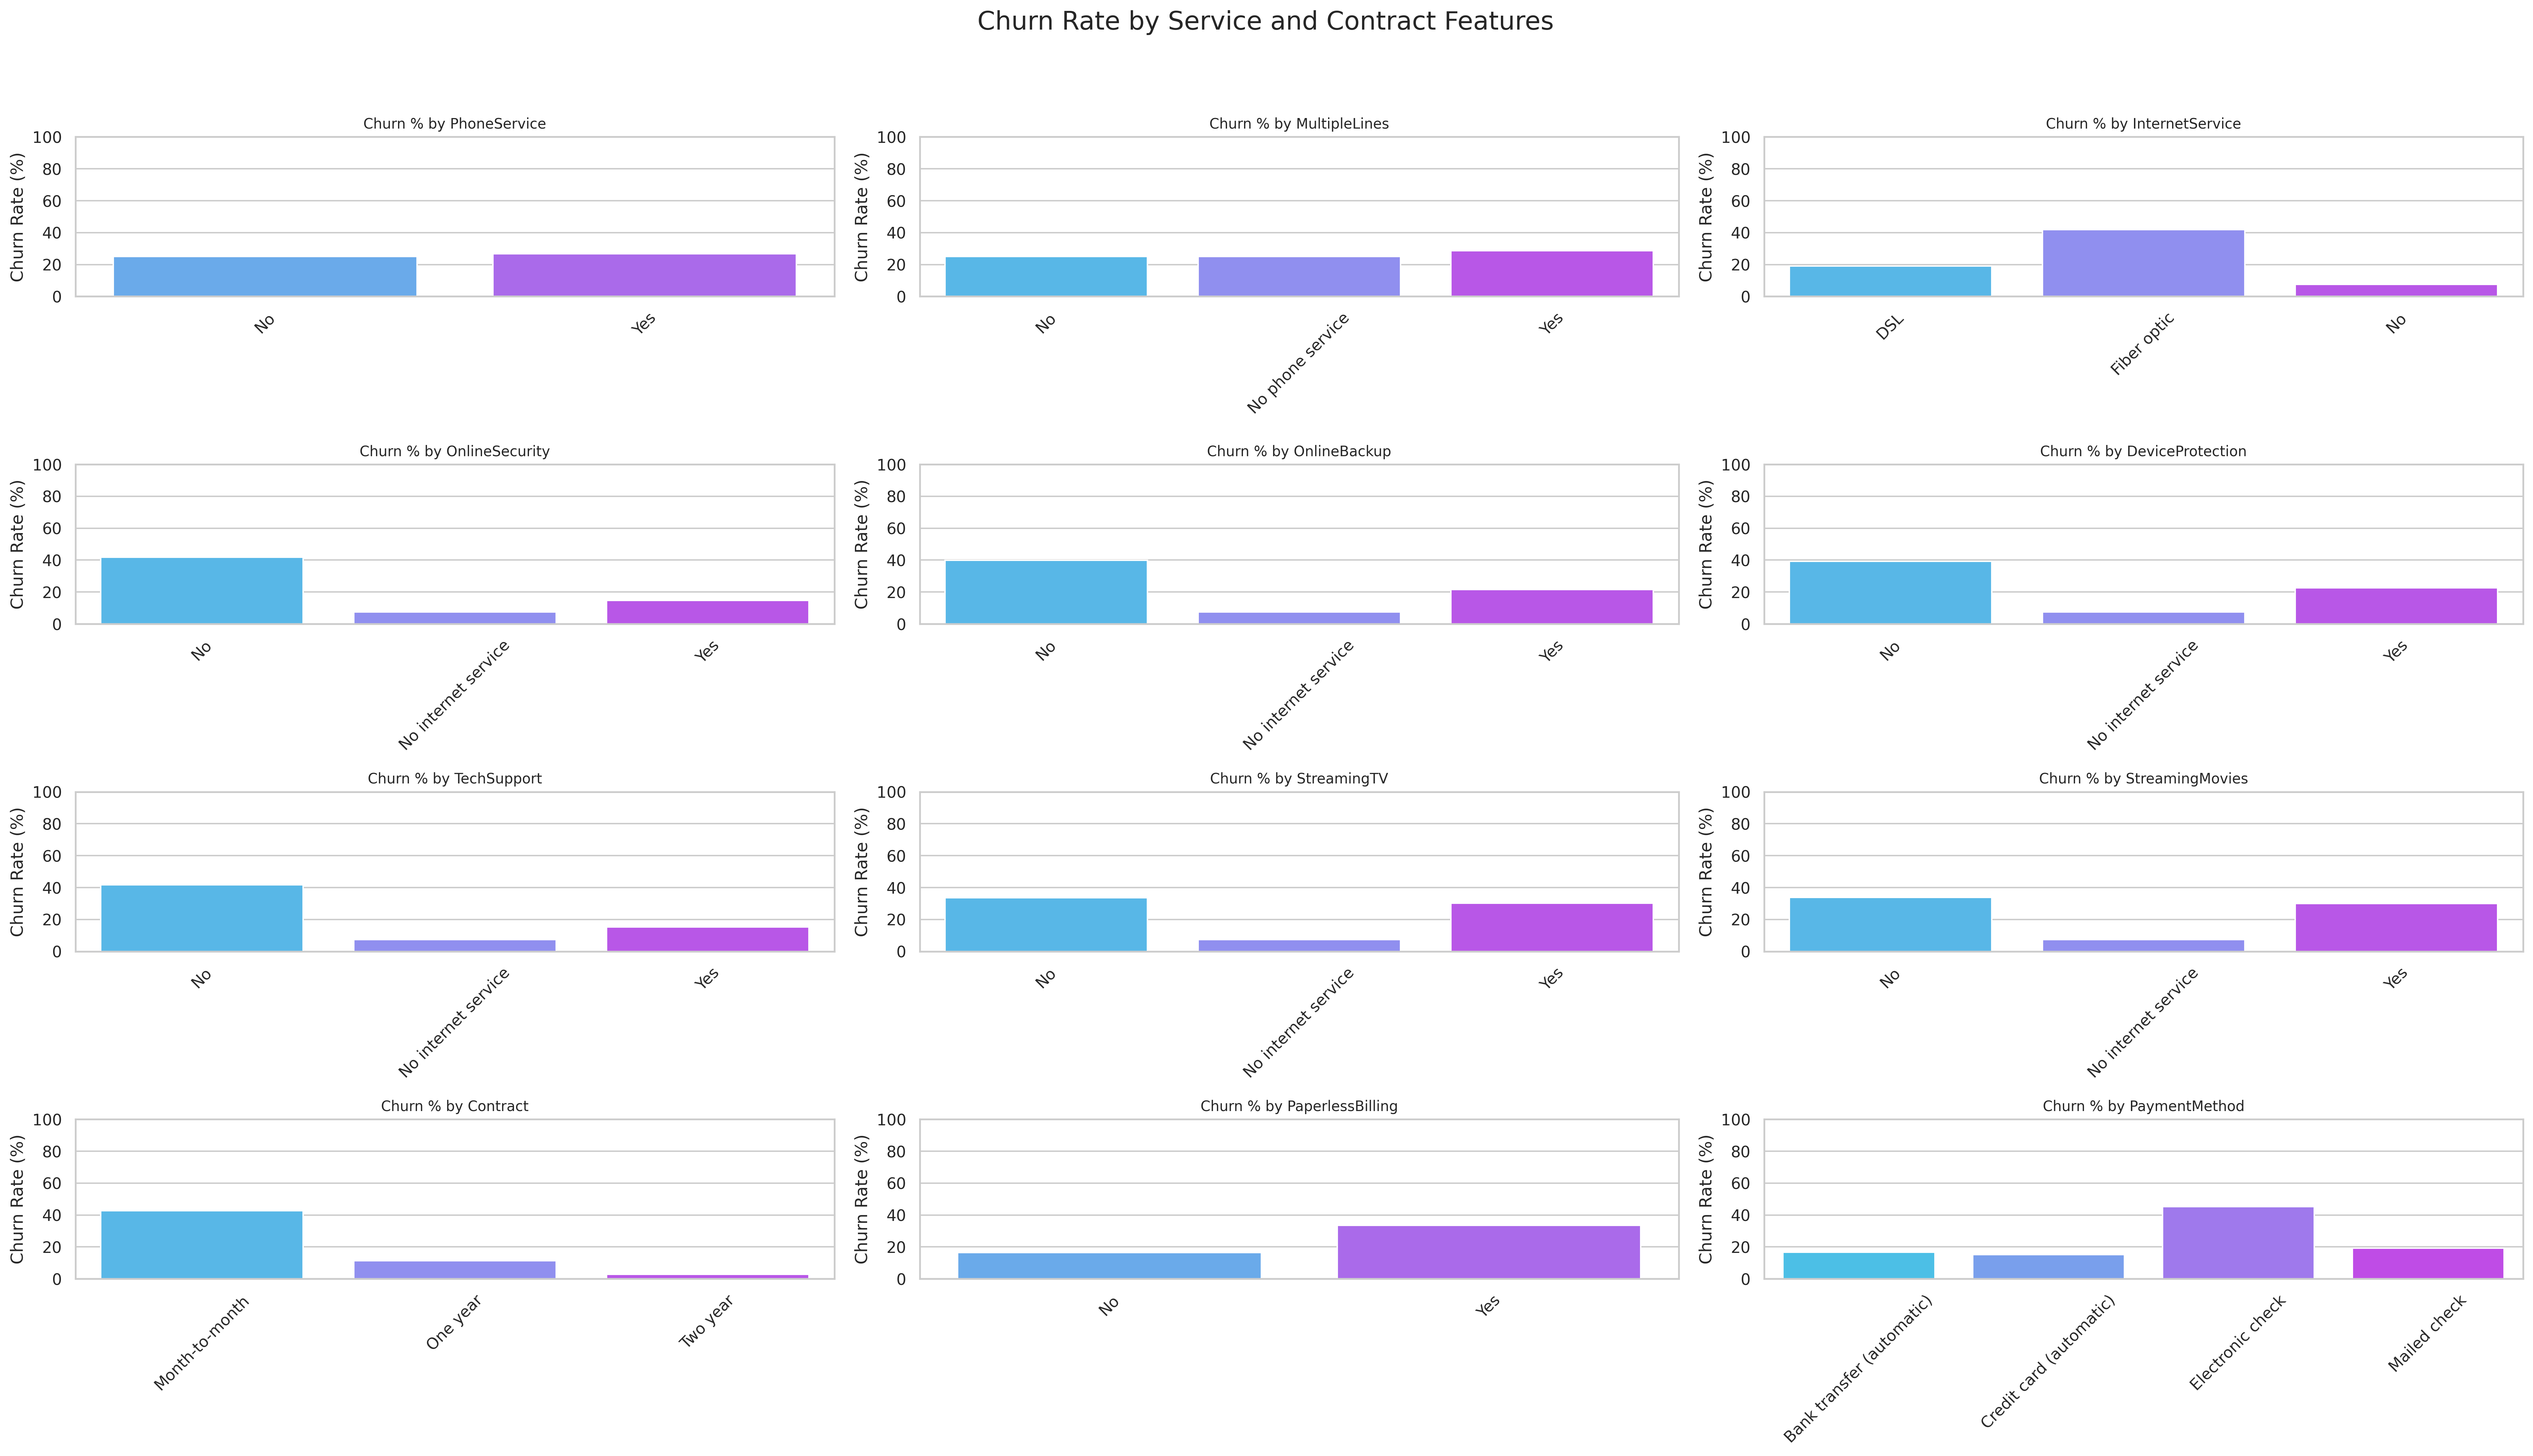 Churn Rate by Service and Contract Features
Churn % by PhoneService
Churn Rate (%)
100
80
60
40
20
0
No
Yes
Churn % by MultipleLines
Churn Rate (%)
100
80
60
40
20
0
No
No phone service
Yes
Churn % by InternetService
Churn Rate (%)
100
80
60
40
20
0
DSL
Fiber optic
No
Churn % by OnlineSecurity
Churn Rate (%)
100
80
60
40
20
0
No
No internet service
Yes
Churn % by OnlineBackup
Churn Rate (%)
100
80
60
40
20
0
No
No internet service
Yes
Churn % by DeviceProtection
Churn Rate (%)
100
80
60
40
20
0
No
No internet service
Yes
Churn % by TechSupport
Churn Rate (%)
100
80
60
40
20
0
No
No internet service
Yes
Churn % by StreamingTV
Churn Rate (%)
100
80
60
40
20
0
No
No internet service
Yes
Churn % by StreamingMovies
Churn Rate (%)
100
80
60
40
20
0
No
No internet service
Yes
Churn % by Contract
Churn Rate (%)
100
80
60
40
20
0
Month-to-month
One year
Two year
Churn % by PaperlessBilling
Churn Rate (%)
100
80
60
40
20
0
No
Yes
Churn % by PaymentMethod
Churn Rate (%)
100
80
60
40
20
0
Bank transfer (automatic)
Credit card (automatic)
Electronic check
Mailed check